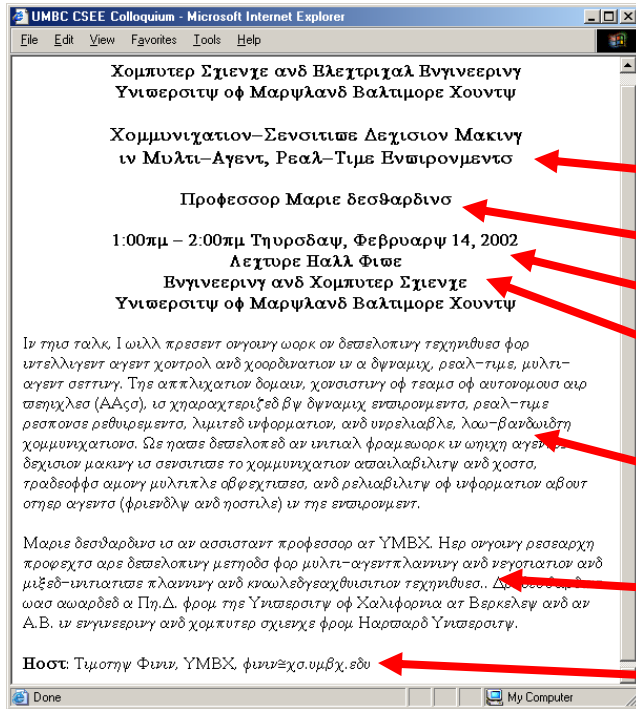 UMBC CSEE Colloquium - Microsoft Internet Explorer
File Edit View Favorites Tools Help
Χομπυτερ Σχιενχε ανδ Ελεχτριχαλ Ενγινεερινγ
Υνιϖερσιτψ οφ Μαρψλανδ Βαλτιμορε Χουντψ
Χομμυνιχατιον–Σενσιτιϖε Δεχισιον Μακινγ
ιν Μυλτι–Αγεντ, Ρεαλ–Τιμε Ενϖιρονμεντσ
Προφεσσορ Μαριε δεσϑαρδινσ
1:00πμ – 2:00πμ Τηυρσδαψ, Φεβρυαρψ 14, 2002
Λεχτυρε Ηαλλ Φιϖε
Ενγινεερινγ ανδ Χομπυτερ Σχιενχε
Υνιϖερσιτψ οφ Μαρψλανδ Βαλτιμορε Χουντψ
Ιν τηισ ταλκ, Ι ωιλλ πρεσεντ ονγοινγ ωορκ ον δεϖελοπινγ τεχηνιθυεσ φορ
ιντελλιγεντ αγεντ χοντρολ ανδ χοορδινατιον ιν α δψναμιχ, ρεαλ–τιμε, μυλτι–
αγεντ σεττινγ. Τηε αππλιχατιον δομαιν, χονσιστινγ οφ τεαμσ οφ αυτονομουσ αιρ
ϖεηιχλεσ (ΑΑςσ), ισ χηαραχτεριζεδ βψ δψναμιχ ενϖιρονμεντσ, ρεαλ–τιμε
ρεσπονσε ρεθυιρεμεντσ, λιμιτεδ ινφορματιον, ανδ υνρελιαβλε, λοω–βανδωιδτη
χομμυνιχατιονσ. Ωε ηαϖε δεϖελοπεδ αν ινιτιαλ φραμεωορκ ιν ωηιχη
δεχισιον μακινγ ισ σενσιτιϖε το χομμυνιχατιον αϖαιλαβιλιτψ ανδ χοστσ,
τραδεοφφσ αμονγ μυλτιπλε οβϕεχτιϖεσ, ανδ ρελιαβιλιτψ οφ ινφορματιον αβουτ
οτηερ αγεντσ (φριενδλψ ανδ ηοστιλε) ιν τηε ενϖιρονμεντ.
Μαριε δεσϑαρδινσ ισ αν ασσισταντ προφεσσορ ατ ΥΜΒΧ. Ηερ ονγοινγ ρεσεαρχη
προϕεχτσ αρε δεϖελοπινγ μετηοδσ φορ μυλτι–αγεντπλαννινγ ανδ νεγοτιατιον ανδ
μιξεδ–ινιτιατιϖε πλαννινγ ανδ κνοωλεδγεαχθυισιτιον τεχηνιθυεσ..
ωασ αωαρδεδ α Πη.Δ. φρομ τηε Υνιϖερσιτψ οφ Χαλιφορνια ατ Βερκελεψ ανδ αν
Α.Β. ιν ενγινεερινγ ανδ χομπυτερ σχιενχε φρομ Ηαρϖαρδ Υνιϖερσιτψ.
Ηοστ: Τιμοτηψ Φινιν, ΥΜΒΧ, φινιν≅χσ.υμβχ.εδυ
Done My Computer